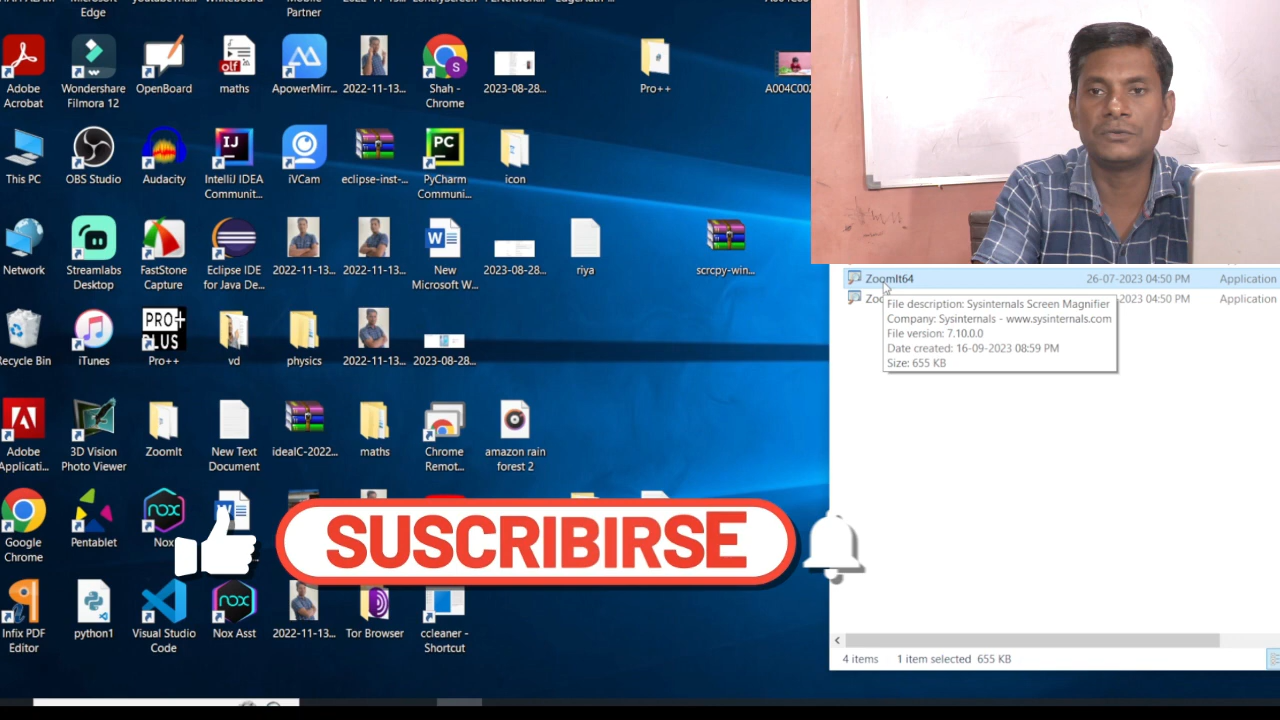 Microsoft
Edge
Mobile
Partner
Adobe
Acrobat
Wondershare
Filmora 12
OpenBoard
maths
ApowerMirr...
2022-11-13...
Shah -
Chrome
2023-08-28...
Pro++
This PC
OBS Studio
Audacity
IntelliJ IDEA
Communit...
iVCam
eclipse-inst-...
PyCharm
Communi...
icon
Network
Streamlabs
Desktop
FastStone
Capture
Eclipse IDE
for Java De...
2022-11-13...
2022-11-13...
New
Microsoft W...
2023-08-28...
riya
scrcpy-win...
ZoomIt64 26-07-2023 04:50 PM Application
Zo 2023 04:50 PM Application
File description: Sysinternals Screen Magnifier
Company: Sysinternals - www.sysinternals.com
File version: 7.10.0.0
Date created: 16-09-2023 08:59 PM
Size: 655 KB
PRO+
PLUS
Recycle Bin
iTunes
Pro++
vd
physics
2022-11-13...
2023-08-28...
Adobe
Applicati...
3D Vision
Photo Viewer
ZoomIt
New Text
Document
ideaIC-2022...
maths
Chrome
Remot...
amazon rain
forest 2
Google
Chrome
Pentablet
Nox
SUSCRIBIRSE
Infix PDF
Editor
python1
Visual Studio
Code
Nox Asst
2022-11-13...
Tor Browser
ccleaner -
Shortcut
4 items 1 item selected 655 KB